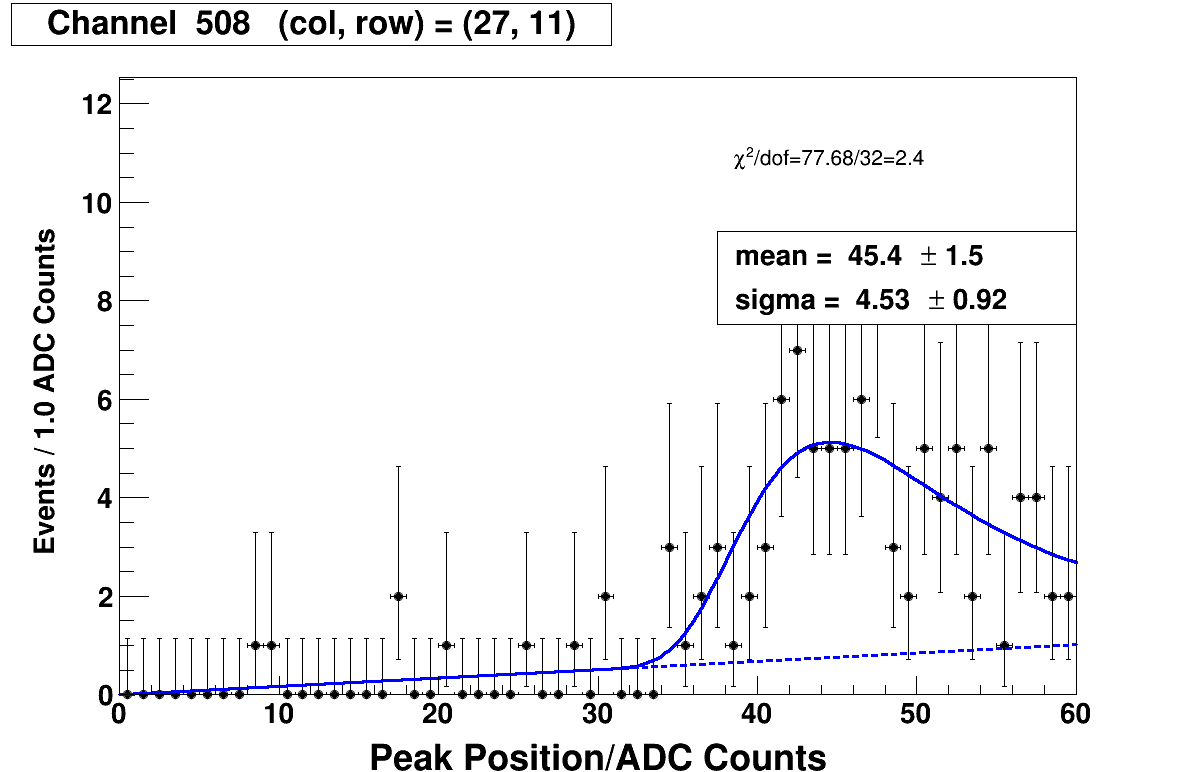 Channel 508 (col, row) = (27, 11)
12
10
8
6
4
2
0
Events / 1.0 ADC Counts
χ²/dof=77.68/32=2.4
mean = 45.4 ± 1.5
sigma = 4.53 ± 0.92
0 10 20 30 40 50 60
Peak Position/ADC Counts